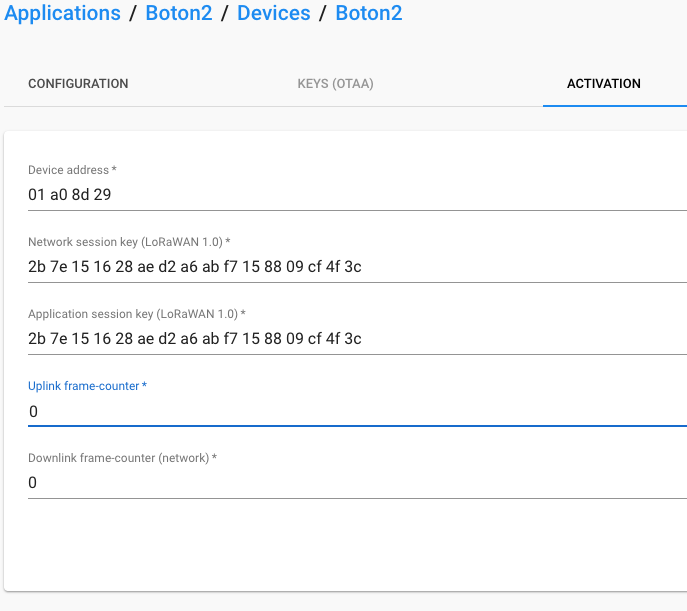 Applications / Boton2 / Devices / Boton2
CONFIGURATION KEYS (OTAA) ACTIVATION
Device address *
01 a0 8d 29
Network session key (LoRaWAN 1.0) *
2b 7e 15 16 28 ae d2 a6 ab f7 15 88 09 cf 4f 3c
Application session key (LoRaWAN 1.0) *
2b 7e 15 16 28 ae d2 a6 ab f7 15 88 09 cf 4f 3c
Uplink frame-counter *
0
Downlink frame-counter (network) *
0